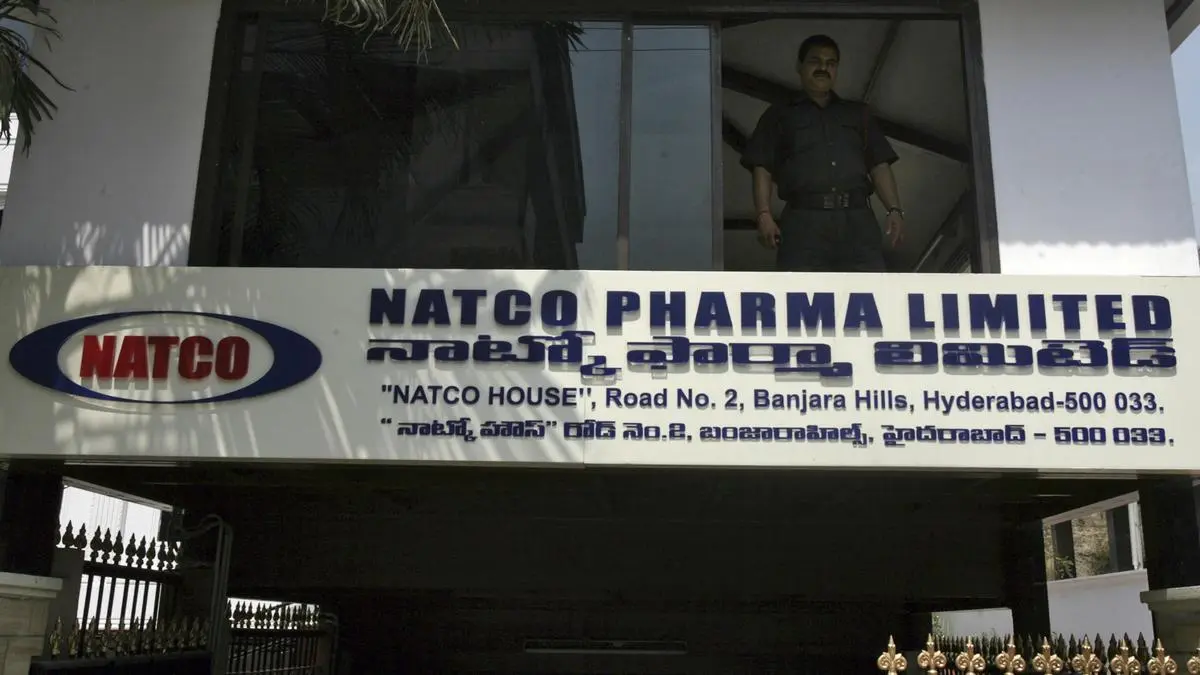 NATCO
NATCO PHARMA LIMITED
నాట్కో ఫార్మా లిమిటెడ్
"NATCO HOUSE", Road No. 2, Banjara Hills, Hyderabad-500 033.
“ నాట్కో హౌస్” రోడ్ నెం.2, బంజారాహిల్స్, హైదరాబాద్ - 500 033.